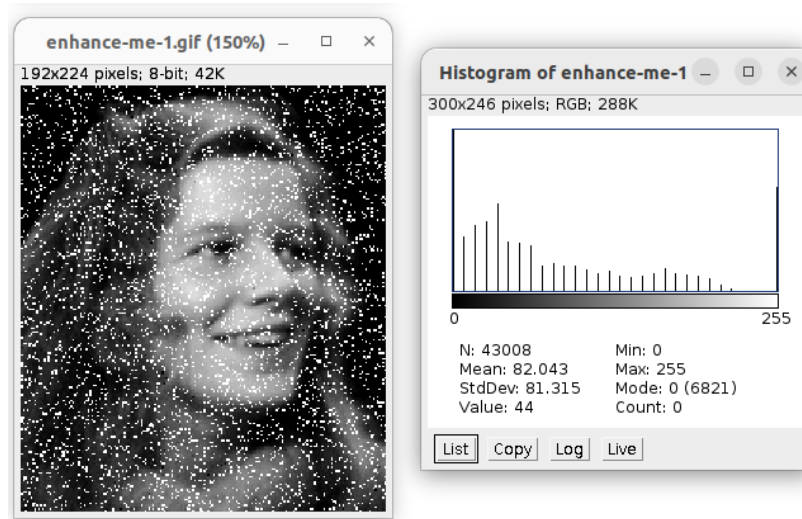 enhance-me-1.gif (150%)
192x224 pixels; 8-bit; 42K
Histogram of enhance-me-1
300x246 pixels; RGB; 288K
0 255
N: 43008 Min: 0
Mean: 82.043 Max: 255
StdDev: 81.315 Mode: 0 (6821)
Value: 44 Count: 0
List Copy Log Live